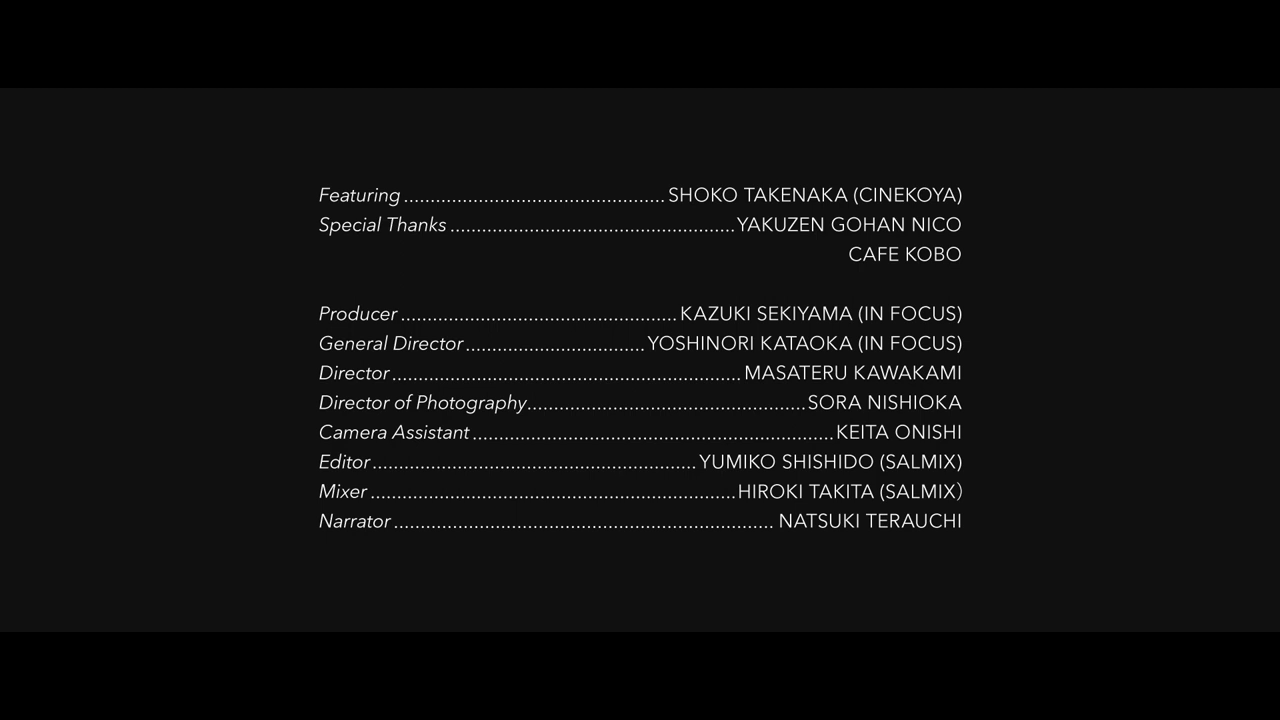 Featuring ............................................ SHOKO TAKENAKA (CINEKOYA)
Special Thanks ................................................ YAKUZEN GOHAN NICO
CAFE KOBO
Producer .............................................. KAZUKI SEKIYAMA (IN FOCUS)
General Director .............................. YOSHINORI KATAOKA (IN FOCUS)
Director .......................................................... MASATERU KAWAKAMI
Director of Photography............................................... SORA NISHIOKA
Camera Assistant ............................................................. KEITA ONISHI
Editor ...................................................... YUMIKO SHISHIDO (SALMIX)
Mixer ............................................................. HIROKI TAKITA (SALMIX)
Narrator ................................................................ NATSUKI TERAUCHI